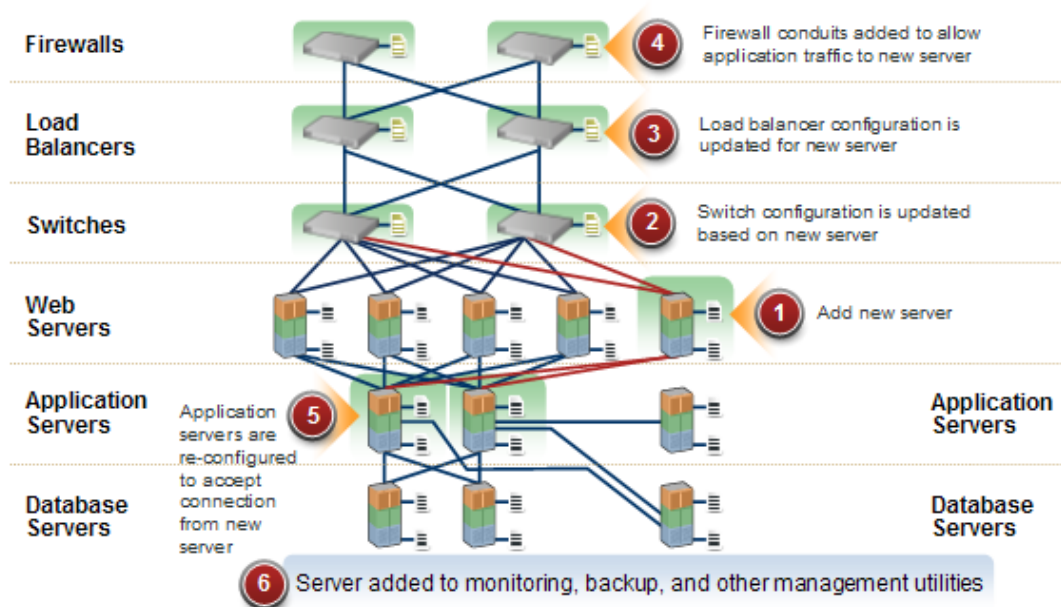 Firewalls
4
Firewall conduits added to allow
application traffic to new server
Load
Balancers
3
Load balancer configuration is
updated for new server
Switches
2
Switch configuration is updated
based on new server
Web
Servers
1
Add new server
Application
Servers
5
Application
servers are
re-configured
to accept
connection
from new
server
Application
Servers
Database
Servers
Database
Servers
6
Server added to monitoring, backup, and other management utilities